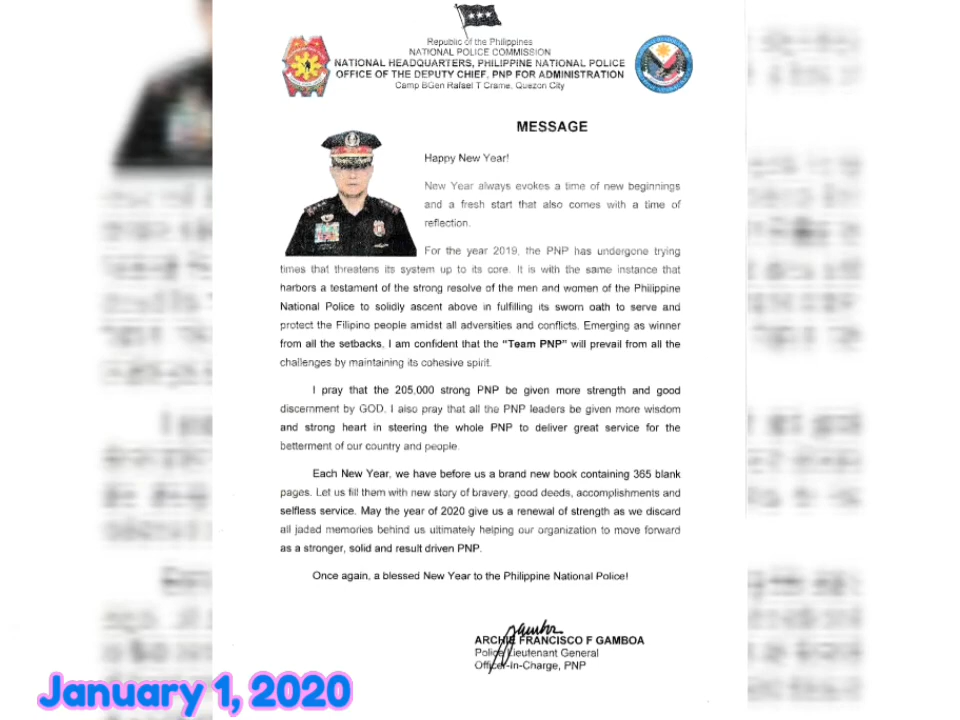 Republic of the Philippines
NATIONAL POLICE COMMISSION
NATIONAL HEADQUARTERS, PHILIPPINE NATIONAL POLICE
OFFICE OF THE DEPUTY CHIEF, PNP FOR ADMINISTRATION
Camp BGen Rafael T Crame, Quezon City
MESSAGE
Happy New Year!
New Year always evokes a time of new beginnings
and a fresh start that also comes with a time of
reflection.
For the year 2019, the PNP has undergone trying
times that threatens its system up to its core. It is with the same instance that
harbors a testament of the strong resolve of the men and women of the Philippine
National Police to solidly ascent above in fulfilling its sworn oath to serve and
protect the Filipino people amidst all adversities and conflicts. Emerging as winner
from all the setbacks, I am confident that the “Team PNP” will prevail from all the
challenges by maintaining its cohesive spirit.
I pray that the 205,000 strong PNP be given more strength and good
discernment by GOD. I also pray that all the PNP leaders be given more wisdom
and strong heart in steering the whole PNP to deliver great service for the
betterment of our country and people.
Each New Year, we have before us a brand new book containing 365 blank
pages. Let us fill them with new story of bravery, good deeds, accomplishments and
selfless service. May the year of 2020 give us a renewal of strength as we discard
all jaded memories behind us ultimately helping our organization to move forward
as a stronger, solid and result driven PNP.
Once again, a blessed New Year to the Philippine National Police!
ARCHIE FRANCISCO F GAMBOA
Police Lieutenant General
Officer-In-Charge, PNP
January 1, 2020